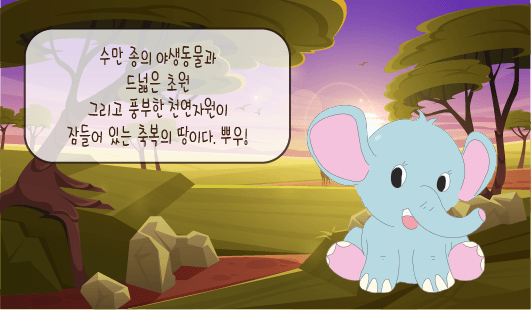 수만 종의 야생동물과
드넓은 초원
그리고 풍부한 천연자원이
잠들어 있는 축복의 땅이다. 뿌우!